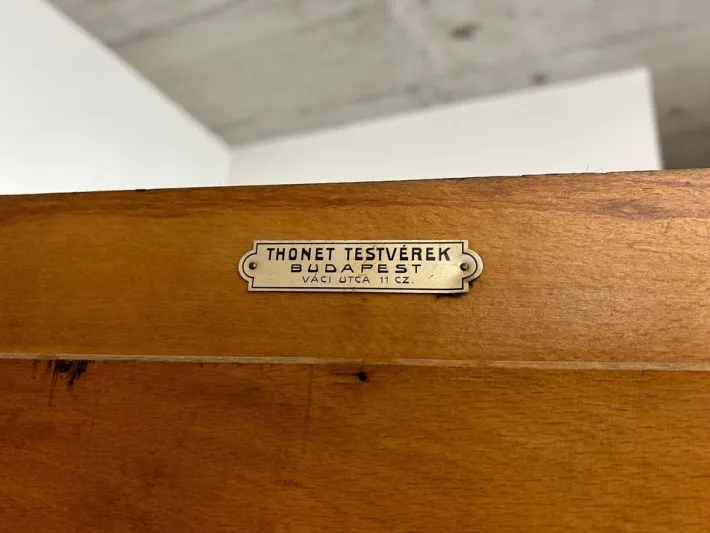 THONET TESTVÉREK
BUDAPEST
VÁCI UTCA 11 CZ.